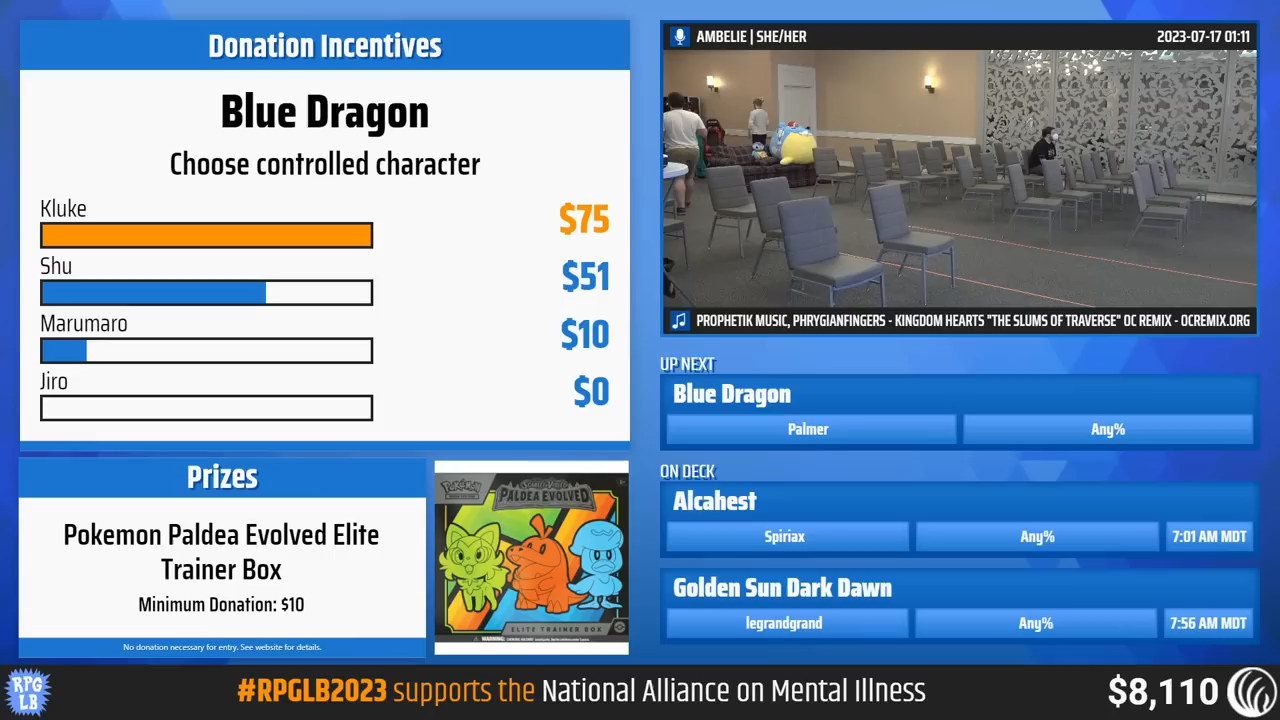 Donation Incentives
Blue Dragon
Choose controlled character
Kluke
$75
Shu
$51
Marumaro
$10
Jiro
$0
Prizes
Pokemon Paldea Evolved Elite
Trainer Box
Minimum Donation: $10
No donation necessary for entry. See website for details.
POKÉMON
PALDEA EVOLVED
ELITE TRAINER BOX
WARNING:
AMBELIE | SHE/HER
2023-07-17 01:11
PROPHETIK MUSIC, PHRYGIANFINGERS - KINGDOM HEARTS "THE SLUMS OF TRAVERSE" OC REMIX - OCREMIX.ORG
UP NEXT
Blue Dragon
Palmer
Any%
ON DECK
Alcahest
Spiriax
Any%
7:01 AM MDT
Golden Sun Dark Dawn
legrandgrand
Any%
7:56 AM MDT
RPG
LB
#RPGLB2023 supports the National Alliance on Mental Illness
$8,110